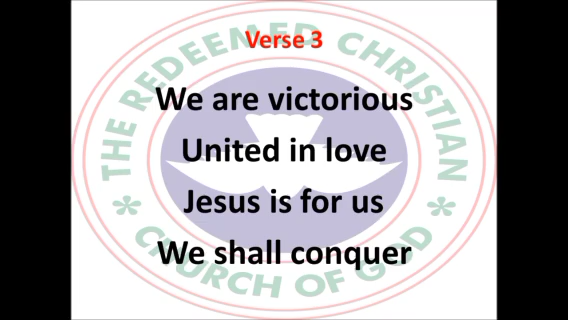 Verse 3
We are victorious
United in love
Jesus is for us
We shall conquer
THE REDEEMED CHRISTIAN
CHURCH OF GOD